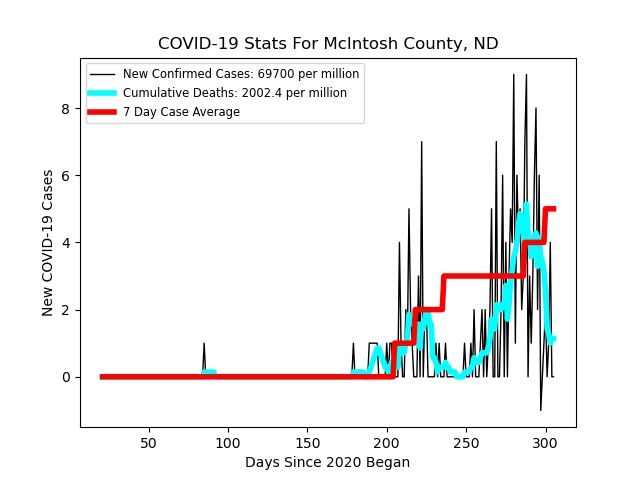 COVID-19 Stats For McIntosh County, ND
New Confirmed Cases: 69700 per million
Cumulative Deaths: 2002.4 per million
7 Day Case Average
New COVID-19 Cases
8
6
4
2
0
50 100 150 200 250 300
Days Since 2020 Began